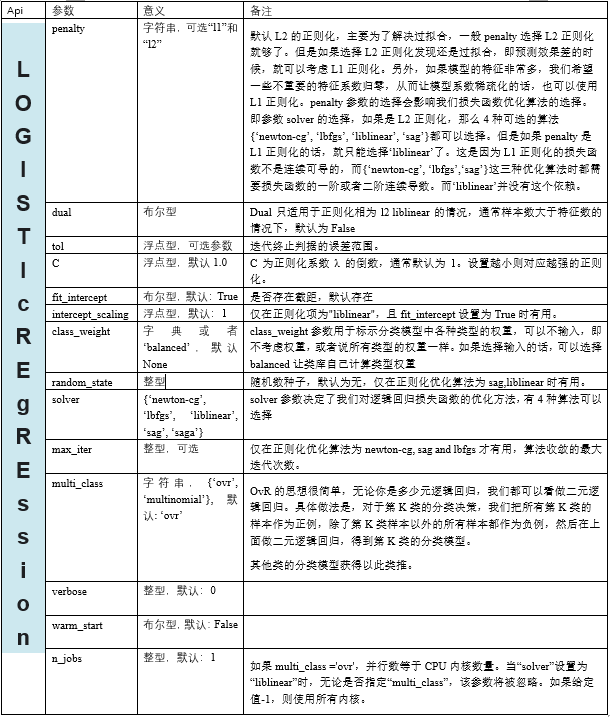 Api 参数 意义 备注
LOGISTIcREgREssion
penalty 字符串, 可选“l1”和
“l2”
默认 L2 的正则化，主要为了解决过拟合，一般 penalty 选择 L2 正则化
就够了。但是如果选择 L2 正则化发现还是过拟合，即预测效果差的时
候，就可以考虑 L1 正则化。另外，如果模型的特征非常多，我们希望
一些不重要的特征系数归零，从而让模型系数稀疏化的话，也可以使用
L1 正则化。penalty 参数的选择会影响我们损失函数优化算法的选择。
即参数 solver 的选择，如果是 L2 正则化，那么 4 种可选的算法
{‘newton-cg’, ‘lbfgs’, ‘liblinear’, ‘sag’}都可以选择。但是如果 penalty 是
L1 正则化的话，就只能选择‘liblinear’了。这是因为 L1 正则化的损失函
数不是连续可导的，而{‘newton-cg’, ‘lbfgs’,‘sag’}这三种优化算法时都需
要损失函数的一阶或者二阶连续导数。而‘liblinear’并没有这个依赖。
dual 布尔型 Dual 只适用于正则化相为 l2 liblinear 的情况，通常样本数大于特征数的
情况下，默认为 False
tol 浮点型, 可选参数 迭代终止判据的误差范围。
C 浮点型, 默认 1.0 C 为正则化系数 λ 的倒数，通常默认为 1。设置越小则对应越强的正则
化。
fit_intercept 布尔型, 默认: True 是否存在截距，默认存在
intercept_scaling 浮点型, 默认: 1 仅在正则化项为"liblinear"，且 fit_intercept 设置为 True 时有用。
class_weight 字典或者
‘balanced’, 默认
None
class_weight 参数用于标示分类模型中各种类型的权重，可以不输入，即
不考虑权重，或者说所有类型的权重一样。如果选择输入的话，可以选择
balanced 让类库自己计算类型权重
random_state 整型 随机数种子，默认为无，仅在正则化优化算法为 sag,liblinear 时有用。
solver {‘newton-cg’,
‘lbfgs’, ‘liblinear’,
‘sag’, ‘saga’}
solver 参数决定了我们对逻辑回归损失函数的优化方法，有 4 种算法可以
选择
max_iter 整型, 可选 仅在正则化优化算法为 newton-cg, sag and lbfgs 才有用，算法收敛的最大
迭代次数。
multi_class 字符串, {‘ovr’,
‘multinomial’}, 默
认: ‘ovr’
OvR 的思想很简单，无论你是多少元逻辑回归，我们都可以看做二元逻
辑回归。具体做法是，对于第 K 类的分类决策，我们把所有第 K 类的
样本作为正例，除了第 K 类样本以外的所有样本都作为负例，然后在上
面做二元逻辑回归，得到第 K 类的分类模型。
其他类的分类模型获得以此类推。
verbose 整型, 默认: 0
warm_start 布尔型, 默认: False
n_jobs 整型, 默认: 1 如果 multi_class ='ovr'，并行数等于 CPU 内核数量。当“solver”设置为
“liblinear”时，无论是否指定“multi_class”，该参数将被忽略。如果给定
值-1，则使用所有内核。